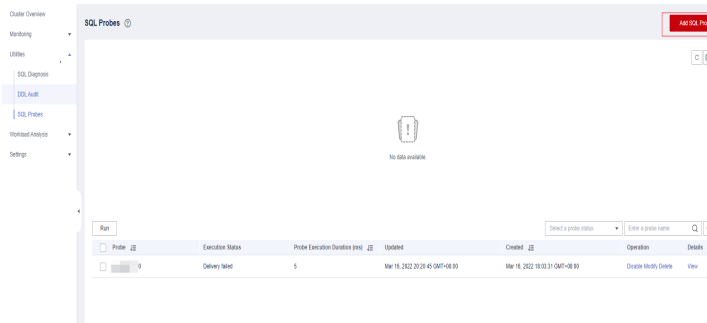 Cluster Overview
Monitoring
Utilities
SQL Diagnosis
DDL Audit
SQL Probes
Workload Analysis
Settings
SQL Probes
Add SQL Pro
No data available.
Run
Select a probe status
Enter a probe name
Probe Execution Status Probe Execution Duration (ms) Updated Created Operation Details
0 Delivery failed 5 Mar 16, 2022 20:20:45 GMT+08:00 Mar 16, 2022 18:03:31 GMT+08:00 Disable Modify Delete View